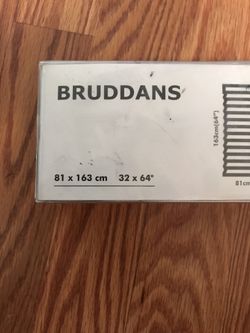 BRUDDANS
163cm(64")
81 x 163 cm 32 x 64"
81cm